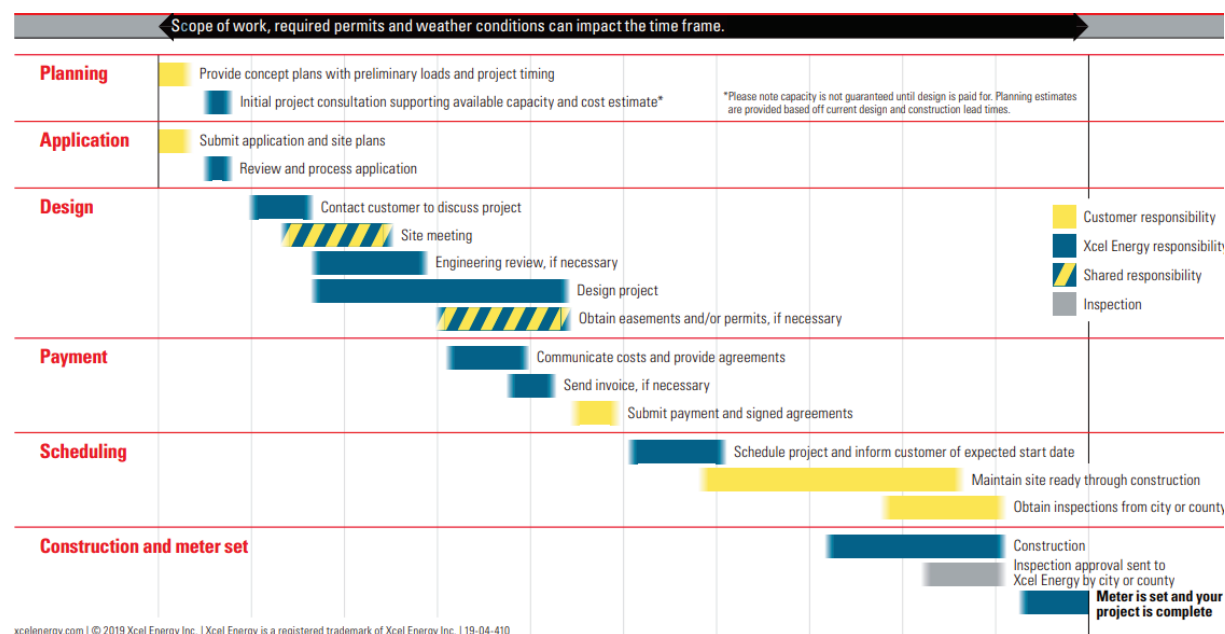 Scope of work, required permits and weather conditions can impact the time frame.
Planning
Provide concept plans with preliminary loads and project timing
Initial project consultation supporting available capacity and cost estimate*
*Please note capacity is not guaranteed until design is paid for. Planning estimates
are provided based off current design and construction lead times.
Application
Submit application and site plans
Review and process application
Design
Contact customer to discuss project
Site meeting
Engineering review, if necessary
Design project
Obtain easements and/or permits, if necessary
Customer responsibility
Xcel Energy responsibility
Shared responsibility
Inspection
Payment
Communicate costs and provide agreements
Send invoice, if necessary
Submit payment and signed agreements
Scheduling
Schedule project and inform customer of expected start date
Maintain site ready through construction
Obtain inspections from city or county
Construction and meter set
Construction
Inspection approval sent to
Xcel Energy by city or county
Meter is set and your
project is complete
xcelenergy.com | © 2019 Xcel Energy Inc. | Xcel Energy is a registered trademark of Xcel Energy Inc. | 19-04-410